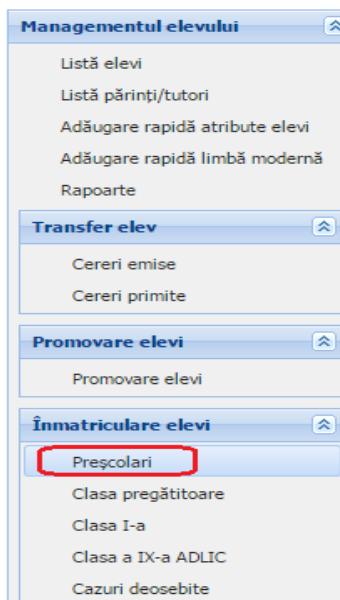 Managementul elevului
Listă elevi
Listă părinți/tutori
Adăugare rapidă atribute elevi
Adăugare rapidă limbă modernă
Rapoarte
Transfer elev
Cereri emise
Cereri primite
Promovare elevi
Promovare elevi
Înmatriculare elevi
Preşcolari
Clasa pregătitoare
Clasa I-a
Clasa a IX-a ADLIC
Cazuri deosebite